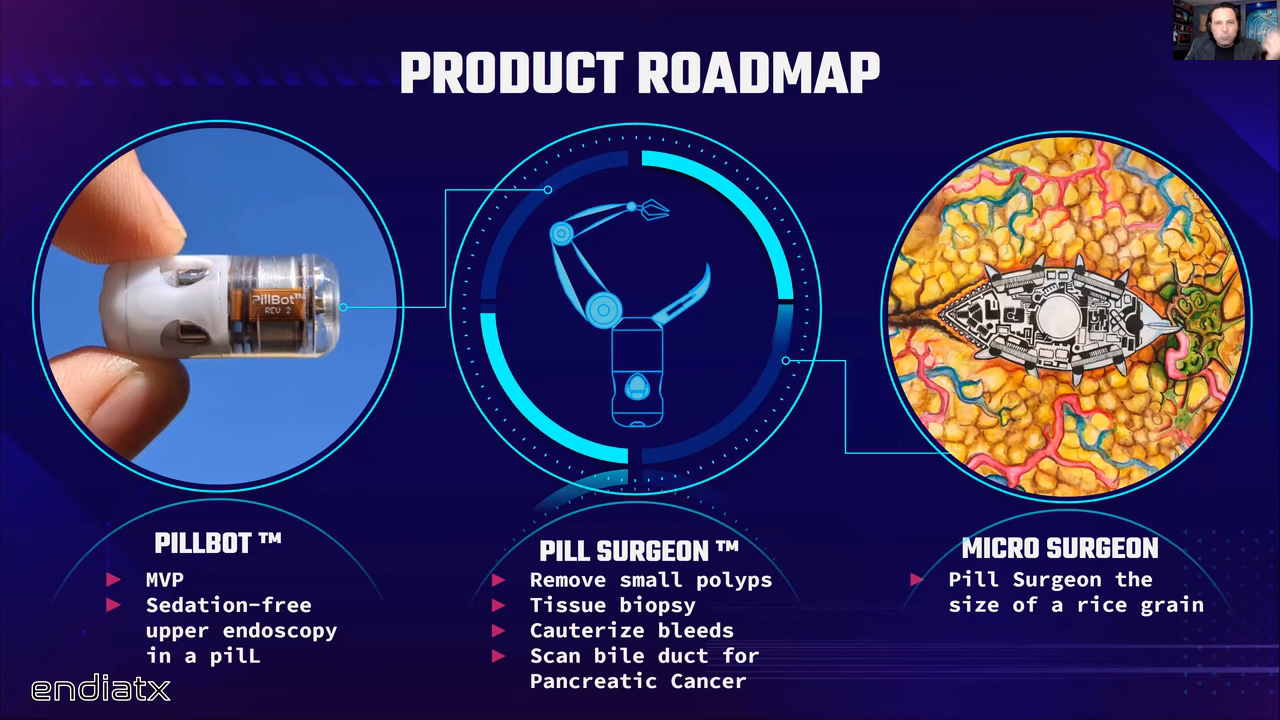 PRODUCT ROADMAP
PillBot™
REV 2
PILLBOT ™
MVP
Sedation-free
upper endoscopy
in a pilL
PILL SURGEON ™
Remove small polyps
Tissue biopsy
Cauterize bleeds
Scan bile duct for
Pancreatic Cancer
MICRO SURGEON
Pill Surgeon the
size of a rice grain
endiatx